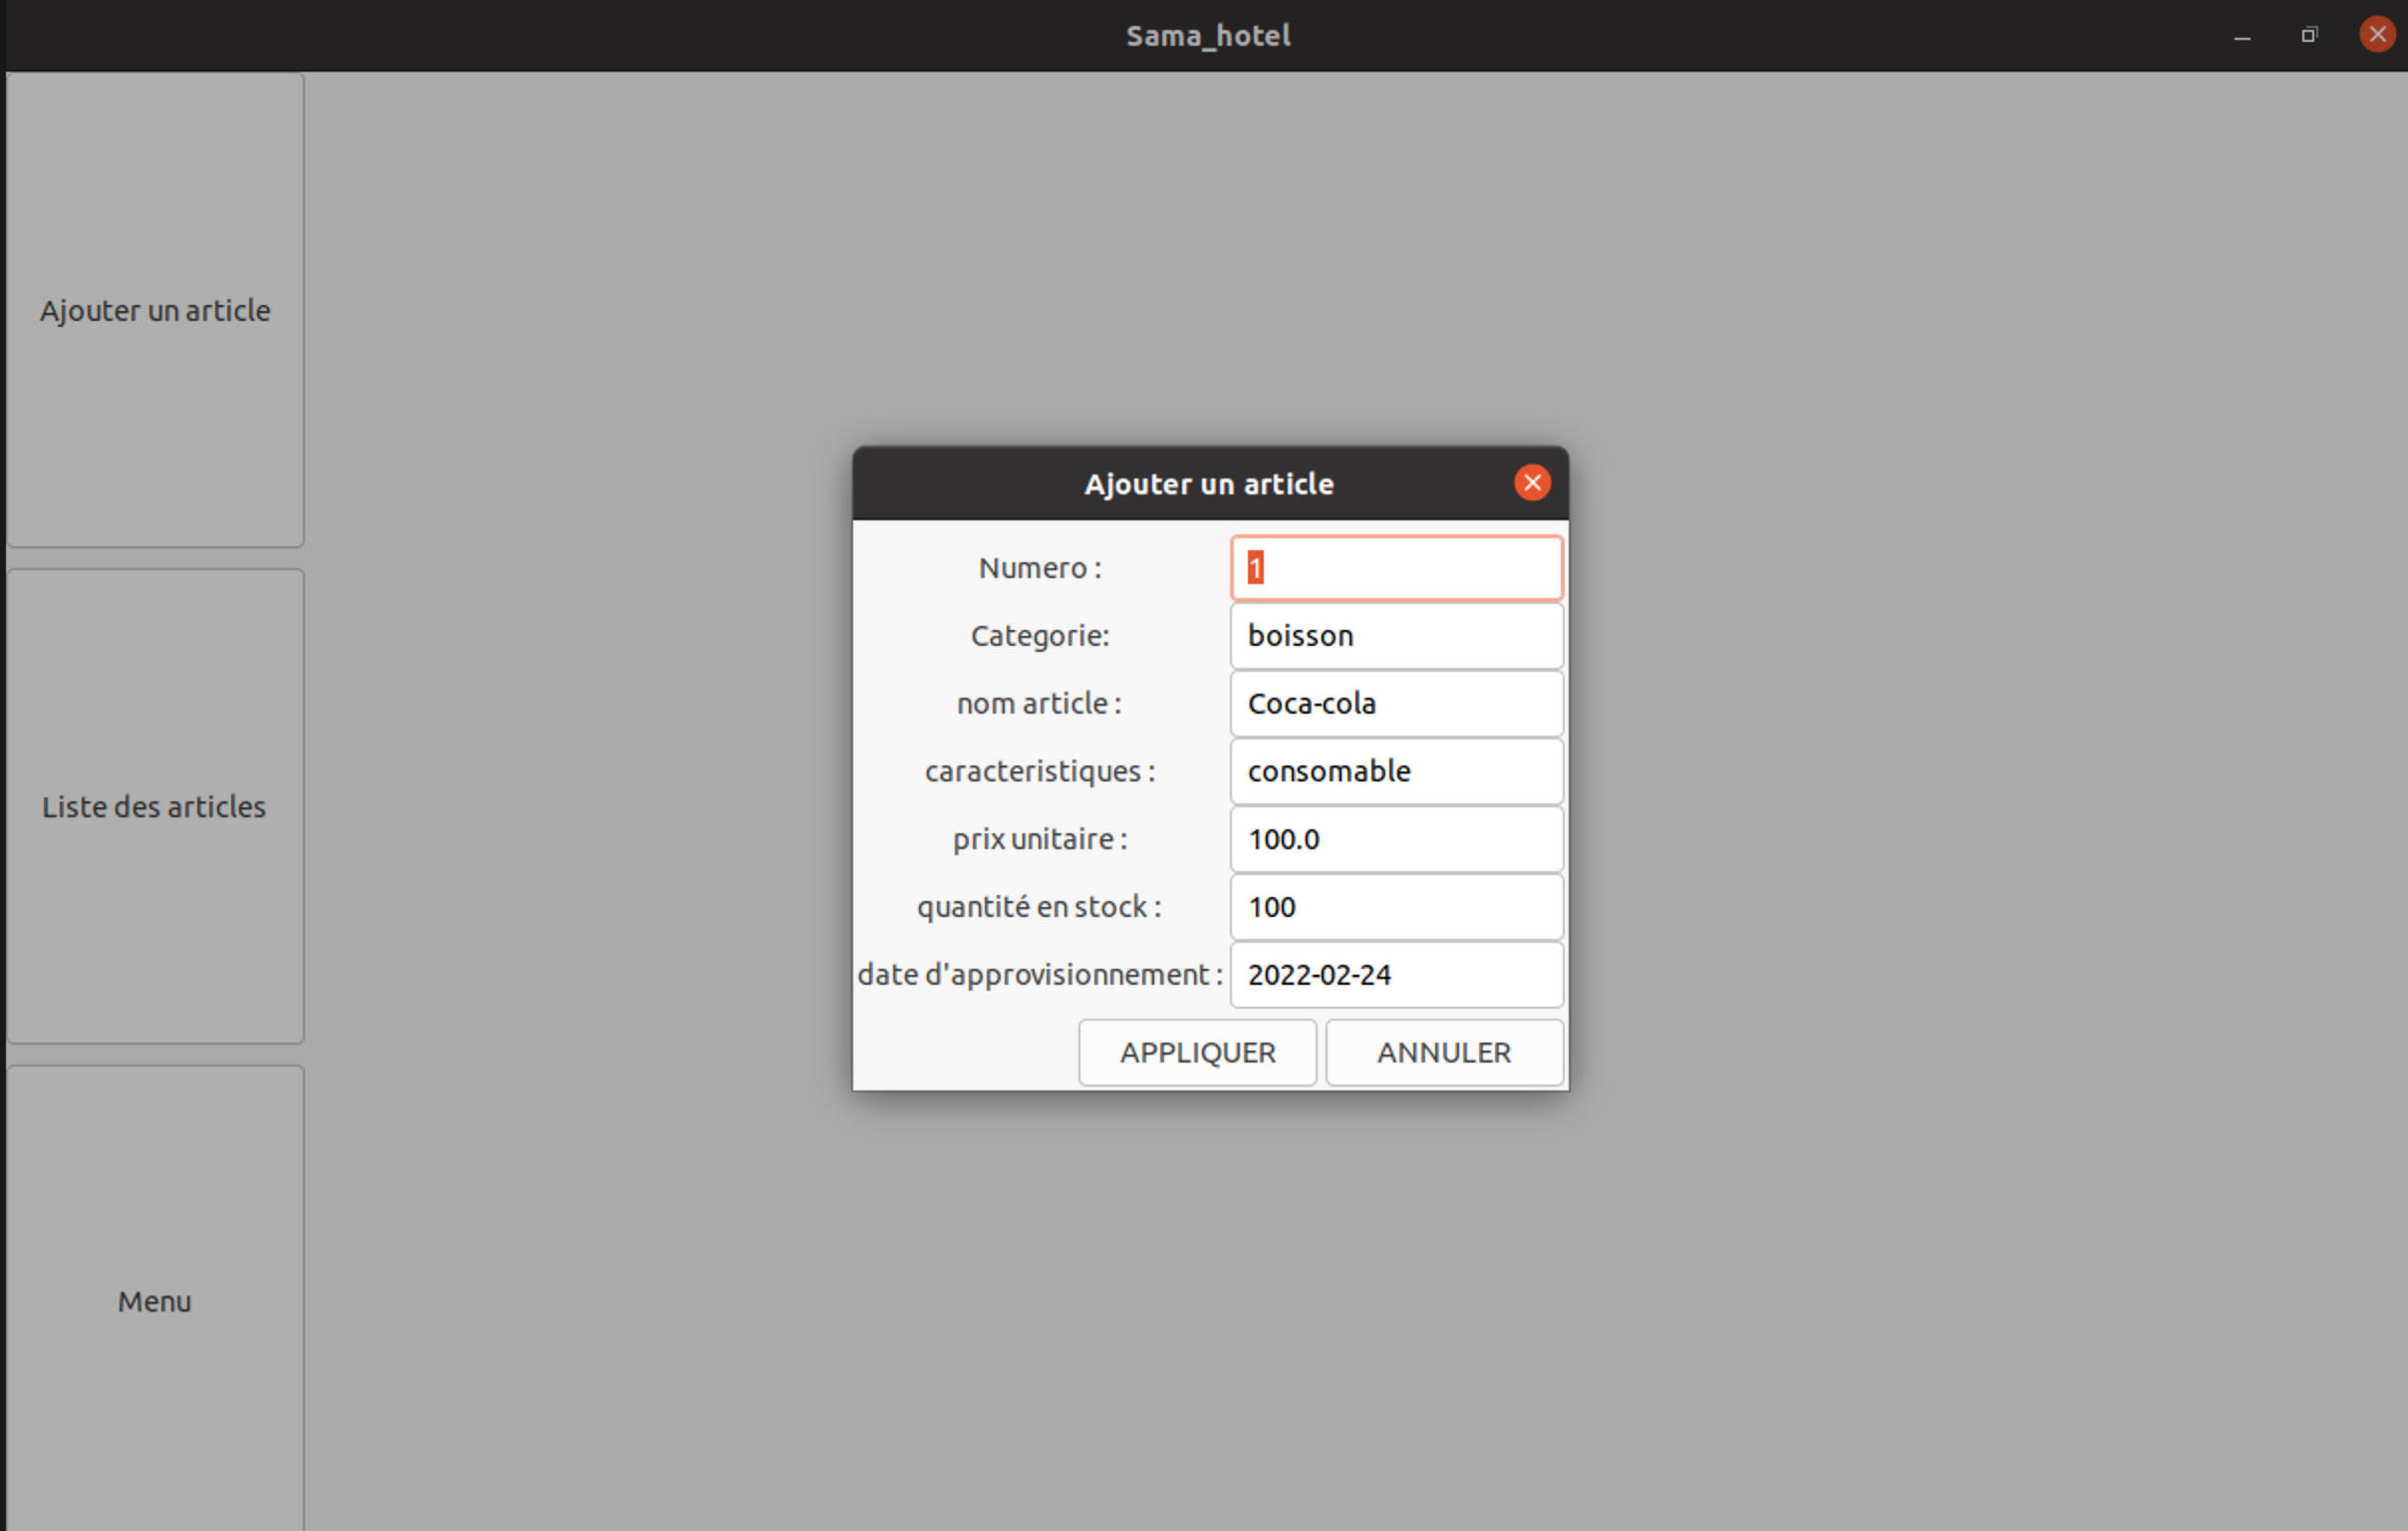 Sama_hotel
Ajouter un article
Liste des articles
Menu
Ajouter un article
Numero : 1
Categorie: boisson
nom article : Coca-cola
caracteristiques : consomable
prix unitaire : 100.0
quantité en stock : 100
date d'approvisionnement : 2022-02-24
APPLIQUER ANNULER